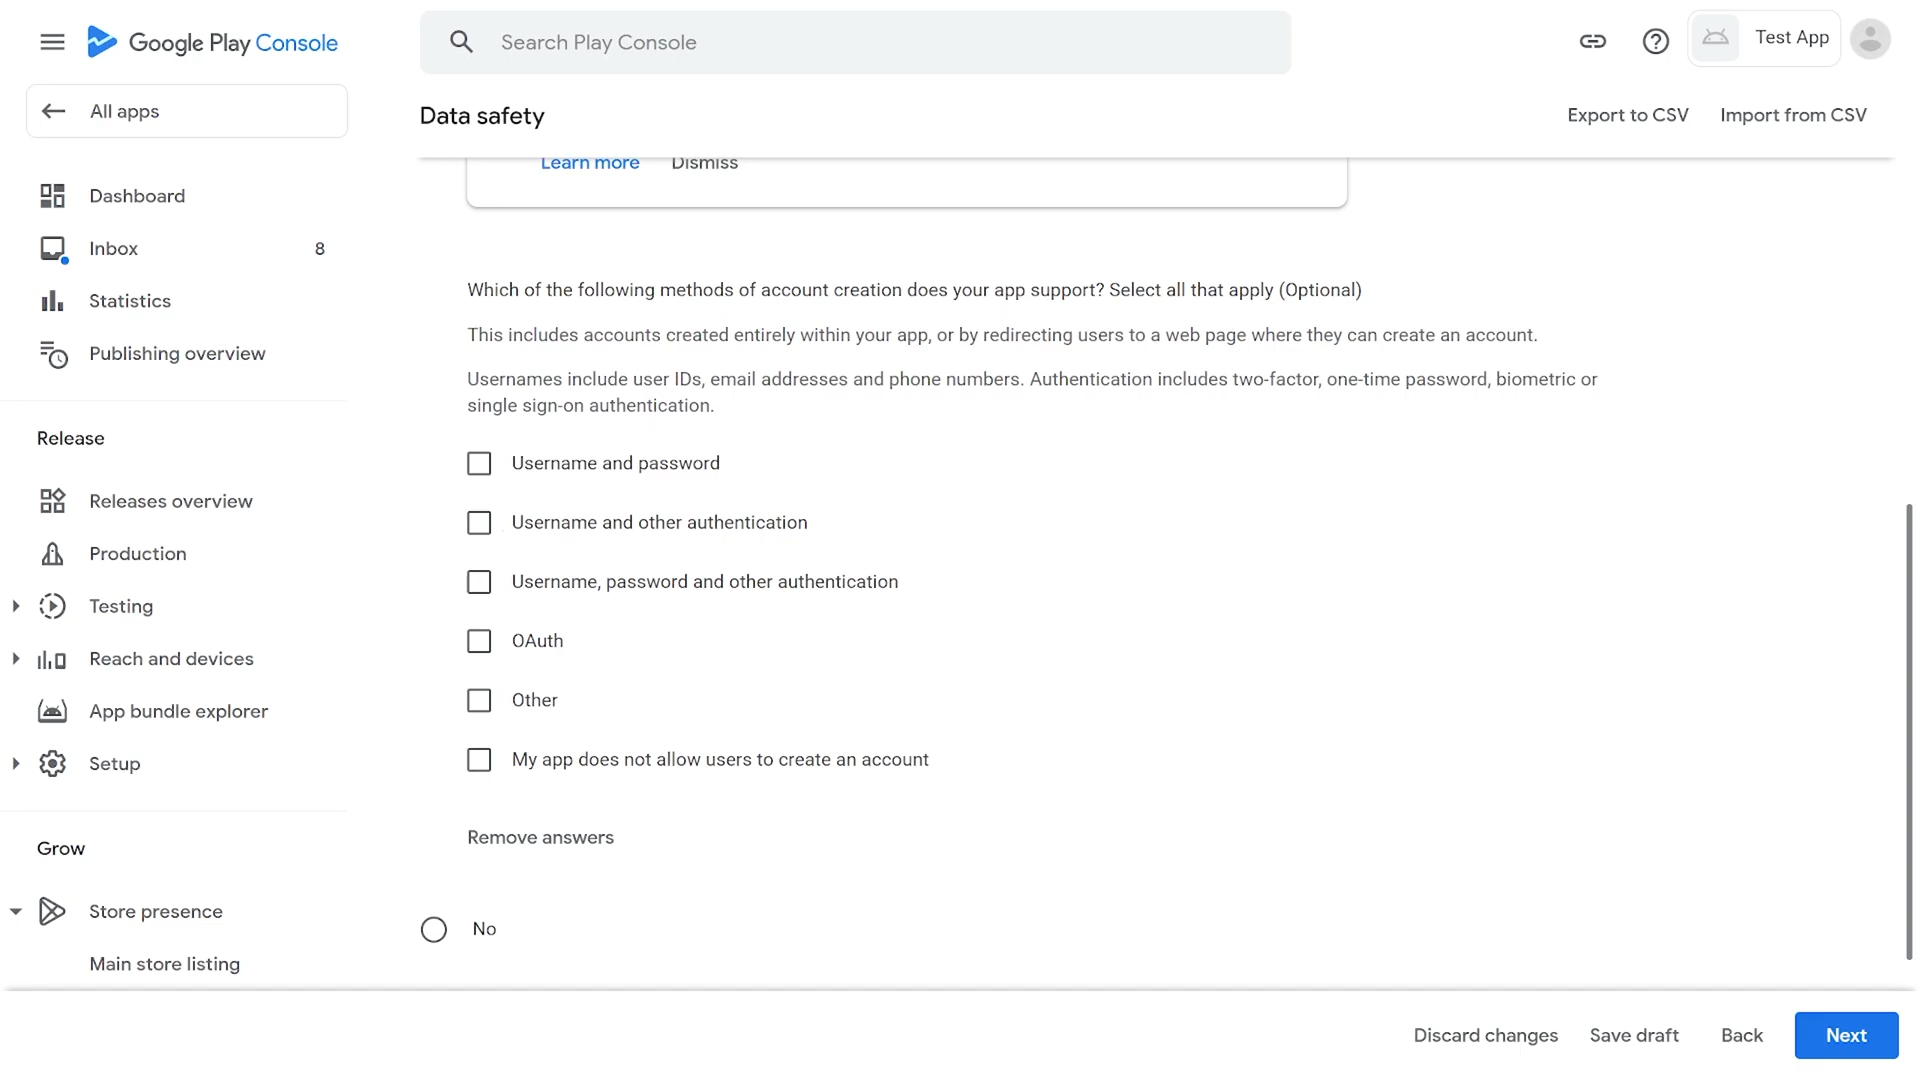 Google Play Console
Search Play Console
Test App
All apps
Data safety
Export to CSV
Import from CSV
Learn more
Dismiss
Dashboard
Inbox
8
Statistics
Publishing overview
Release
Releases overview
Production
Testing
Reach and devices
App bundle explorer
Setup
Grow
Store presence
Main store listing
Which of the following methods of account creation does your app support? Select all that apply (Optional)
This includes accounts created entirely within your app, or by redirecting users to a web page where they can create an account.
Usernames include user IDs, email addresses and phone numbers. Authentication includes two-factor, one-time password, biometric or
single sign-on authentication.
Username and password
Username and other authentication
Username, password and other authentication
OAuth
Other
My app does not allow users to create an account
Remove answers
No
Discard changes
Save draft
Back
Next